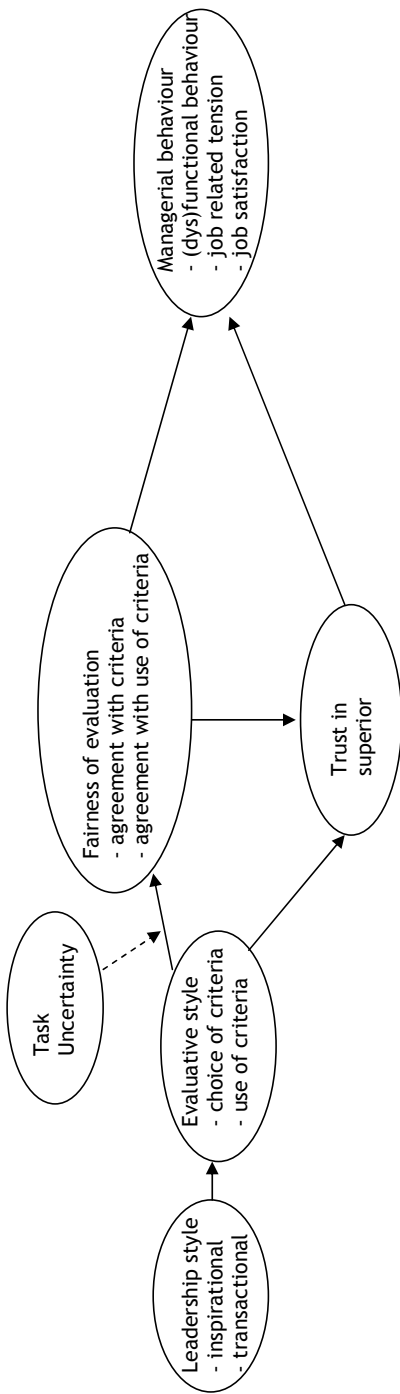 Leadership style
- inspirational
- transactional
Evaluative style
- choice of criteria
- use of criteria
Task
Uncertainty
Fairness of evaluation
- agreement with criteria
- agreement with use of criteria
Trust in
superior
Managerial behaviour
- (dys)functional behaviour
- job related tension
- job satisfaction